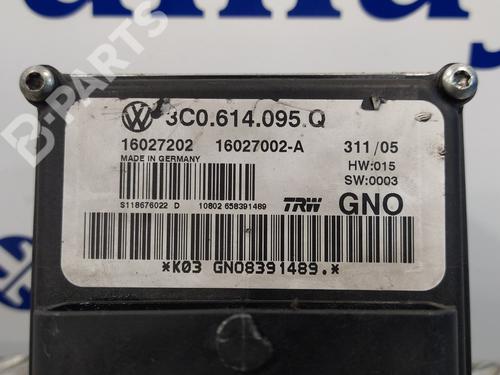 3C0.614.095.Q
16027202 16027002-A 311/05
MADE IN GERMANY HW:015
SW:0003
S118676022 D 10802 658391489 TRW GNO
*K03 GNO8391489.*
B-PARTS